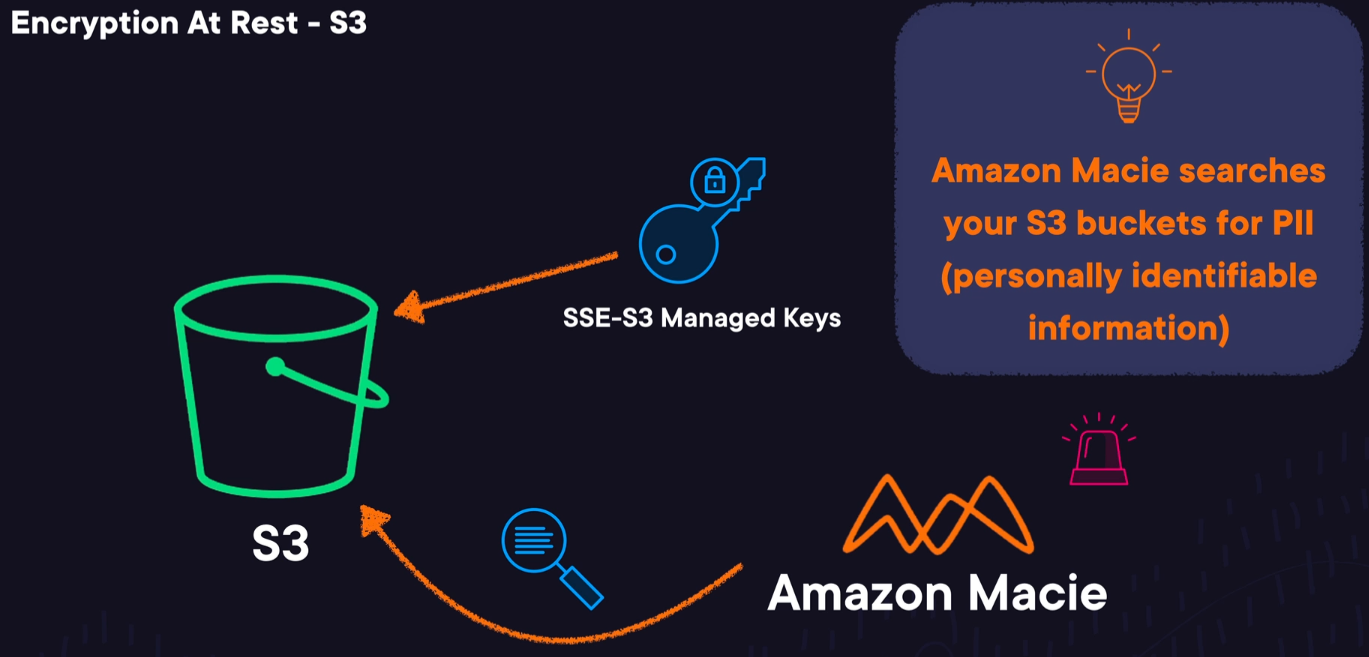 Encryption At Rest - S3
Amazon Macie searches
your S3 buckets for PII
(personally identifiable
information)
SSE-S3 Managed Keys
S3
Amazon Macie